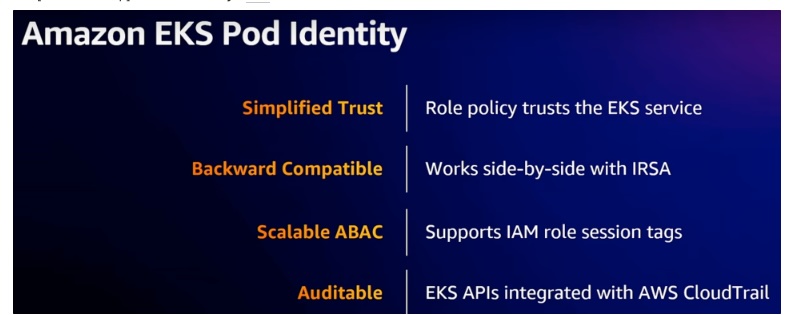 Amazon EKS Pod Identity
Simplified Trust Role policy trusts the EKS service
Backward Compatible Works side-by-side with IRSA
Scalable ABAC Supports IAM role session tags
Auditable EKS APIs integrated with AWS CloudTrail